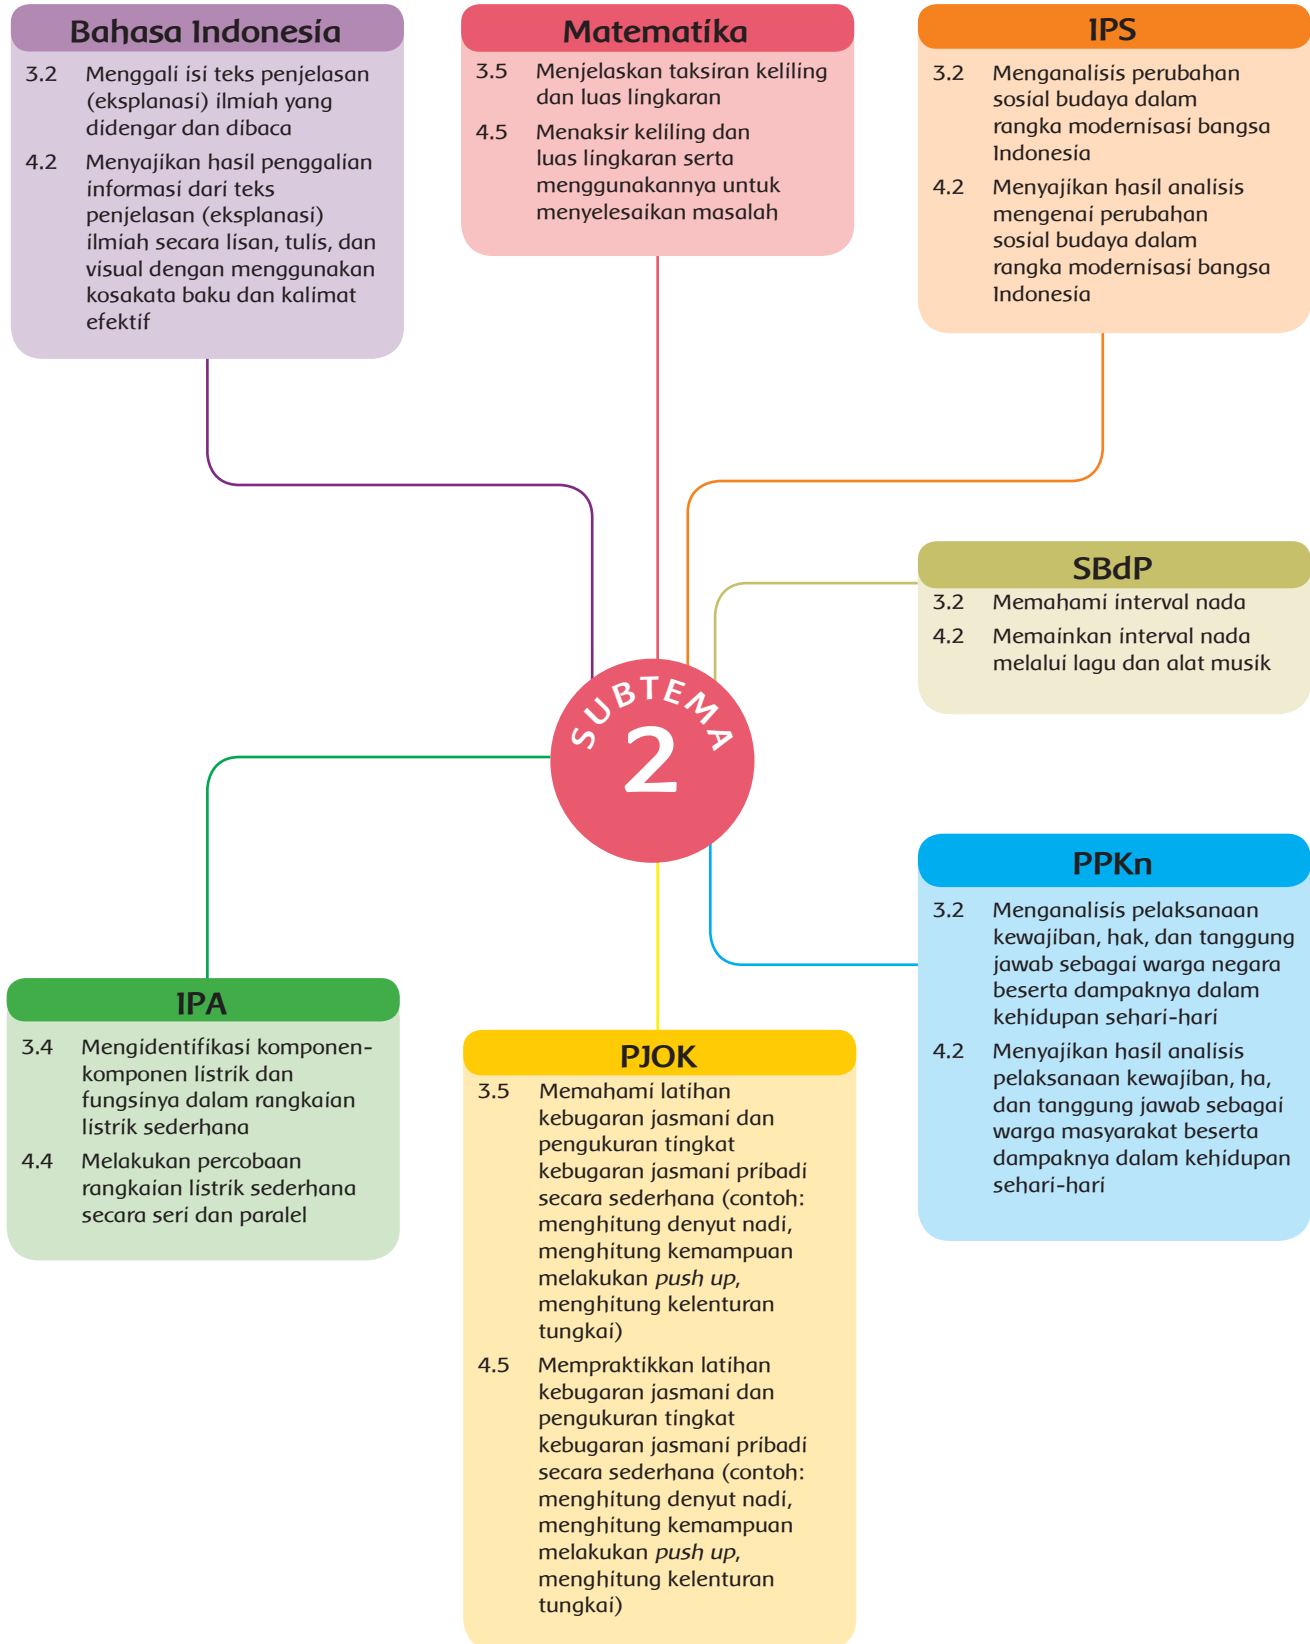 Bahasa Indonesia
3.2 Menggali isi teks penjelasan
(eksplanasi) ilmiah yang
didengar dan dibaca
4.2 Menyajikan hasil penggalian
informasi dari teks
penjelasan (eksplanasi)
ilmiah secara lisan, tulis, dan
visual dengan menggunakan
kosakata baku dan kalimat
efektif
Matematika
3.5 Menjelaskan taksiran keliling
dan luas lingkaran
4.5 Menaksir keliling dan
luas lingkaran serta
menggunakannya untuk
menyelesaikan masalah
IPS
3.2 Menganalisis perubahan
sosial budaya dalam
rangka modernisasi bangsa
Indonesia
4.2 Menyajikan hasil analisis
mengenai perubahan
sosial budaya dalam
rangka modernisasi bangsa
Indonesia
SBdP
3.2 Memahami interval nada
4.2 Memainkan interval nada
melalui lagu dan alat musik
SUBTEMA
2
PPKn
3.2 Menganalisis pelaksanaan
kewajiban, hak, dan tanggung
jawab sebagai warga negara
beserta dampaknya dalam
kehidupan sehari-hari
4.2 Menyajikan hasil analisis
pelaksanaan kewajiban, ha,
dan tanggung jawab sebagai
warga masyarakat beserta
dampaknya dalam kehidupan
sehari-hari
IPA
3.4 Mengidentifikasi komponen-
komponen listrik dan
fungsinya dalam rangkaian
listrik sederhana
4.4 Melakukan percobaan
rangkaian listrik sederhana
secara seri dan paralel
PJOK
3.5 Memahami latihan
kebugaran jasmani dan
pengukuran tingkat
kebugaran jasmani pribadi
secara sederhana (contoh:
menghitung denyut nadi,
menghitung kemampuan
melakukan push up,
menghitung kelenturan
tungkai)
4.5 Mempraktikkan latihan
kebugaran jasmani dan
pengukuran tingkat
kebugaran jasmani pribadi
secara sederhana (contoh:
menghitung denyut nadi,
menghitung kemampuan
melakukan push up,
menghitung kelenturan
tungkai)